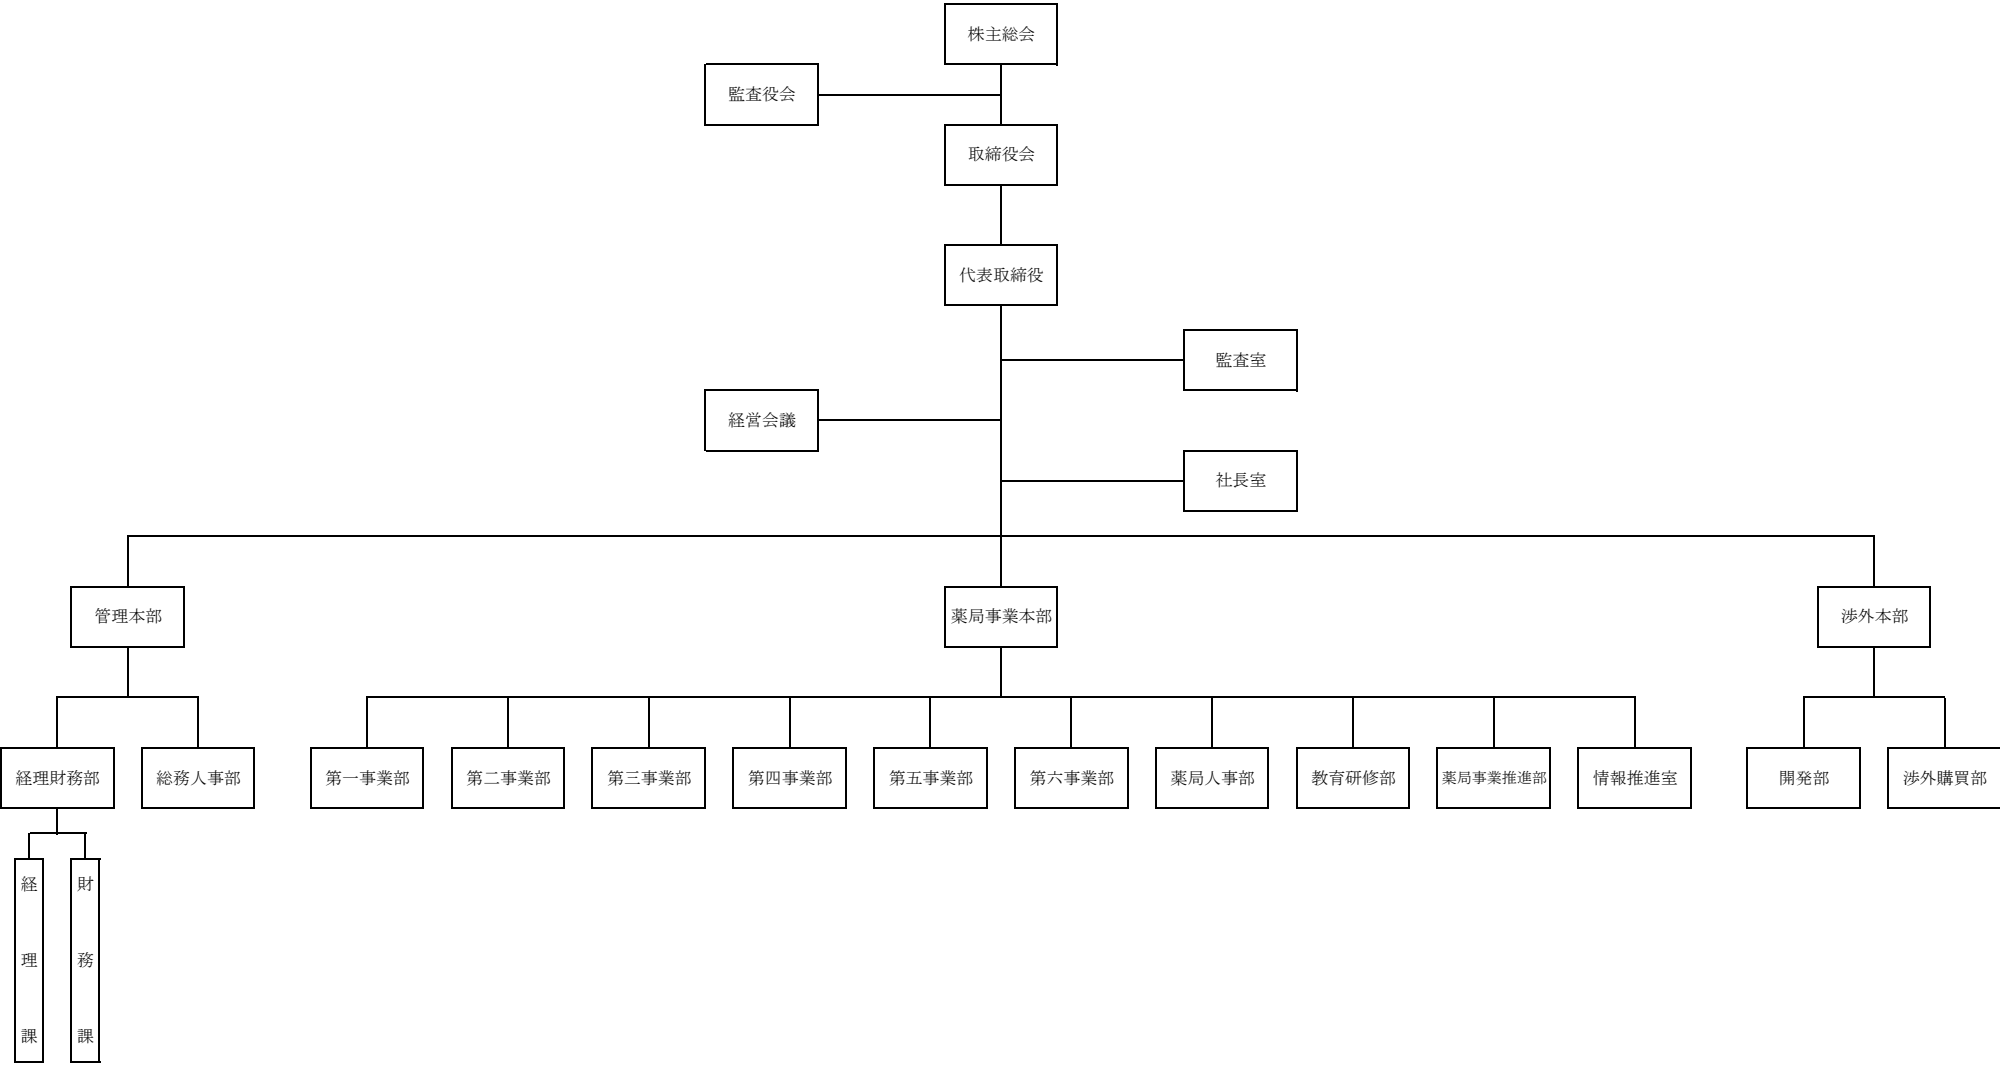 株主総会
監査役会
取締役会
代表取締役
監査室
経営会議
社長室
管理本部
薬局事業本部
渉外本部
経理財務部
総務人事部
第一事業部
第二事業部
第三事業部
第四事業部
第五事業部
第六事業部
薬局人事部
教育研修部
薬局事業推進部
情報推進室
開発部
渉外購買部
経理課
財務課